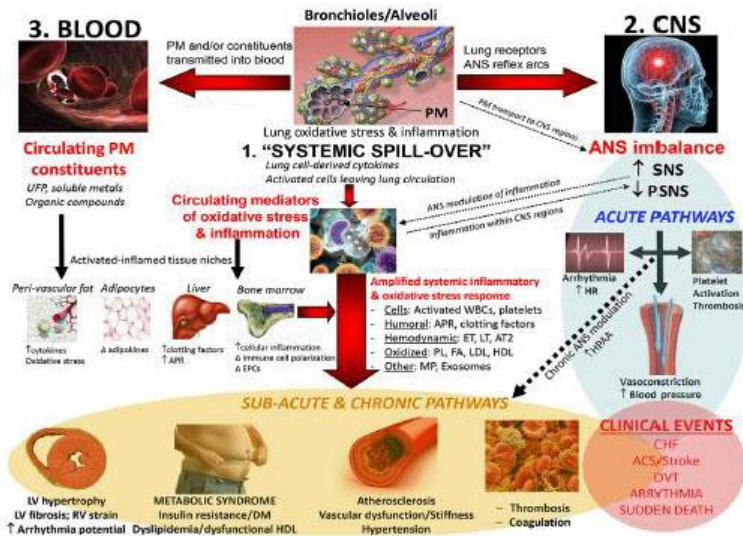 3. BLOOD
PM and/or constituents
transmitted into blood
Bronchioles/Alveoli
PM
Lung receptors
ANS reflex arcs
2. CNS
PM transport to CNS regions
Lung oxidative stress & inflammation
1. "SYSTEMIC SPILL-OVER"
Lung cell-derived cytokines
Activated cells leaving lung circulation
Circulating PM
constituents
UFP, soluble metals
Organic compounds
Circulating mediators
of oxidative stress
& inflammation
ANS imbalance
↑ SNS
↓ PSNS
ANS modulation of inflammation
Inflammation within CNS regions
ACUTE PATHWAYS
Arrhythmia
↑ HR
Platelet
Activation
Thrombosis
Vasoconstriction
↑ Blood pressure
Activated-inflamed tissue niches
Peri-vascular fat
↑cytokines
Oxidative stress
Adipocytes
Δ adipokines
Liver
↑clotting factors
↑APR
Bone marrow
↑cellular inflammation
Δ immune cell polarization
Δ EPCs
Amplified systemic inflammatory
& oxidative stress response
- Cells: Activated WBCs, platelets
- Humoral: APR, clotting factors
- Hemodynamic: ET, LT, AT2
- Oxidized: PL, FA, LDL, HDL
- Other: MP, Exosomes
Chronic ANS modulation
↑HPAA
SUB-ACUTE & CHRONIC PATHWAYS
LV hypertrophy
LV fibrosis; RV strain
↑ Arrhythmia potential
METABOLIC SYNDROME
Insulin resistance/DM
Dyslipidemia/dysfunctional HDL
Atherosclerosis
Vascular dysfunction/Stiffness
Hypertension
– Thrombosis
– Coagulation
CLINICAL EVENTS
CHF
ACS/Stroke
DVT
ARRYTHMIA
SUDDEN DEATH